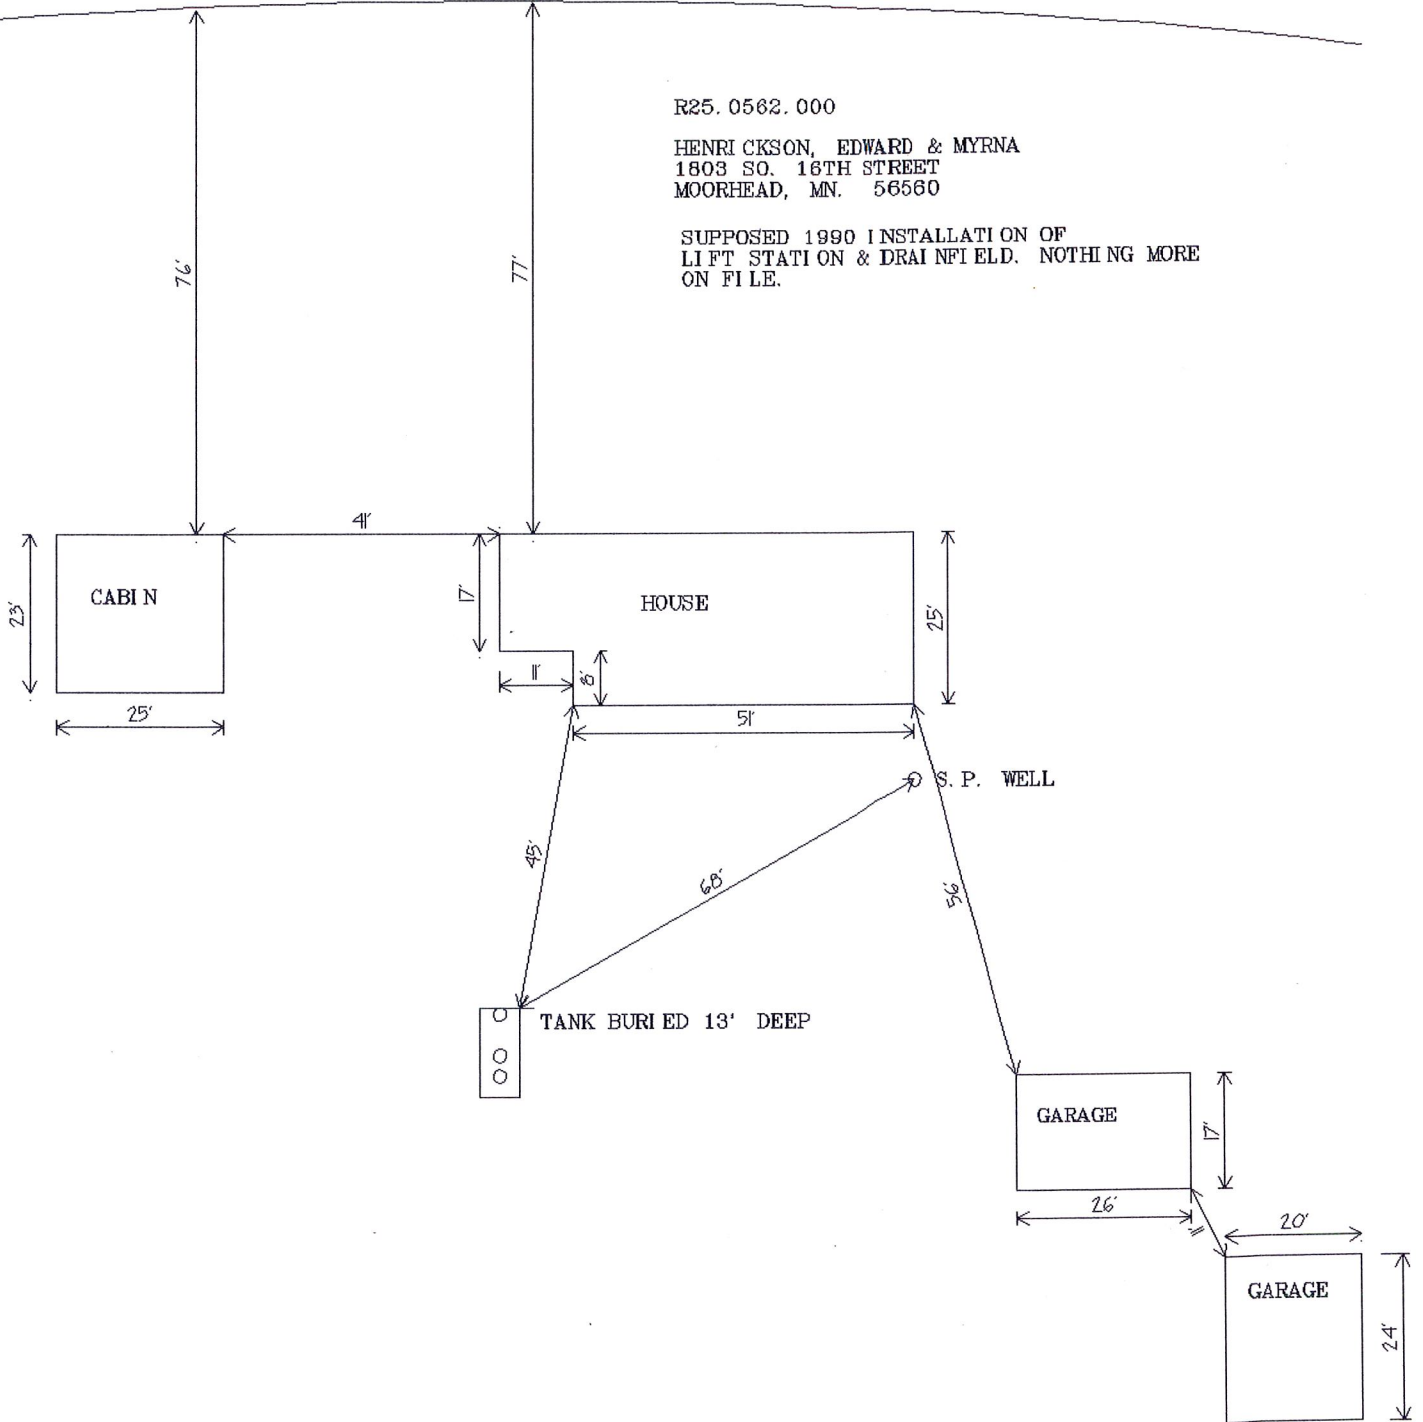 R25.0562.000
HENRICKSON, EDWARD & MYRNA
1803 SO. 16TH STREET
MOORHEAD, MN. 56560
SUPPOSED 1990 INSTALLATION OF
LIFT STATION & DRAINFIELD. NOTHING MORE
ON FILE.
76'
77'
41'
CABIN
23'
25'
17'
HOUSE
25'
11'
8'
51'
S.P. WELL
45'
68'
56'
TANK BURIED 13' DEEP
GARAGE
17'
26'
11'
20'
GARAGE
24'